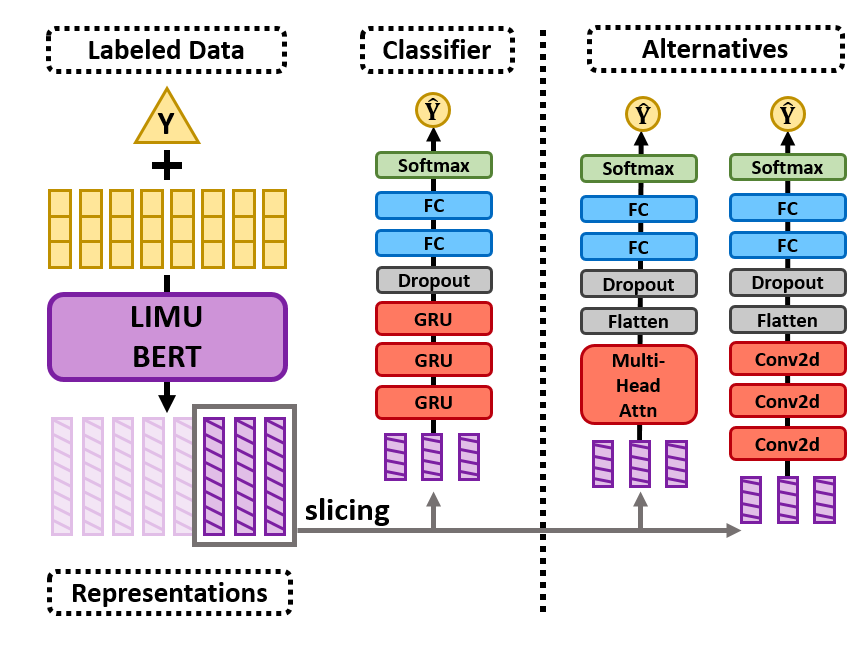 Labeled Data
Y
+
LIMU
BERT
Representations
slicing
Classifier
Ŷ
Softmax
FC
FC
Dropout
GRU
GRU
GRU
Alternatives
Ŷ
Softmax
FC
FC
Dropout
Flatten
Multi-
Head
Attn
Ŷ
Softmax
FC
FC
Dropout
Flatten
Conv2d
Conv2d
Conv2d